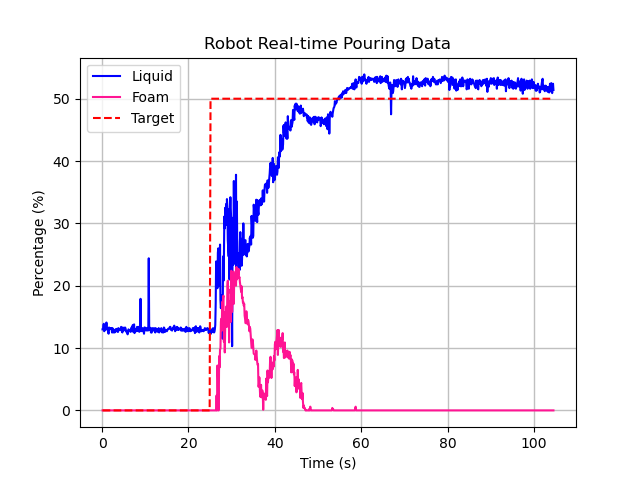 Robot Real-time Pouring Data
Liquid
Foam
Target
Percentage (%)
50
40
30
20
10
0
0 20 40 60 80 100
Time (s)